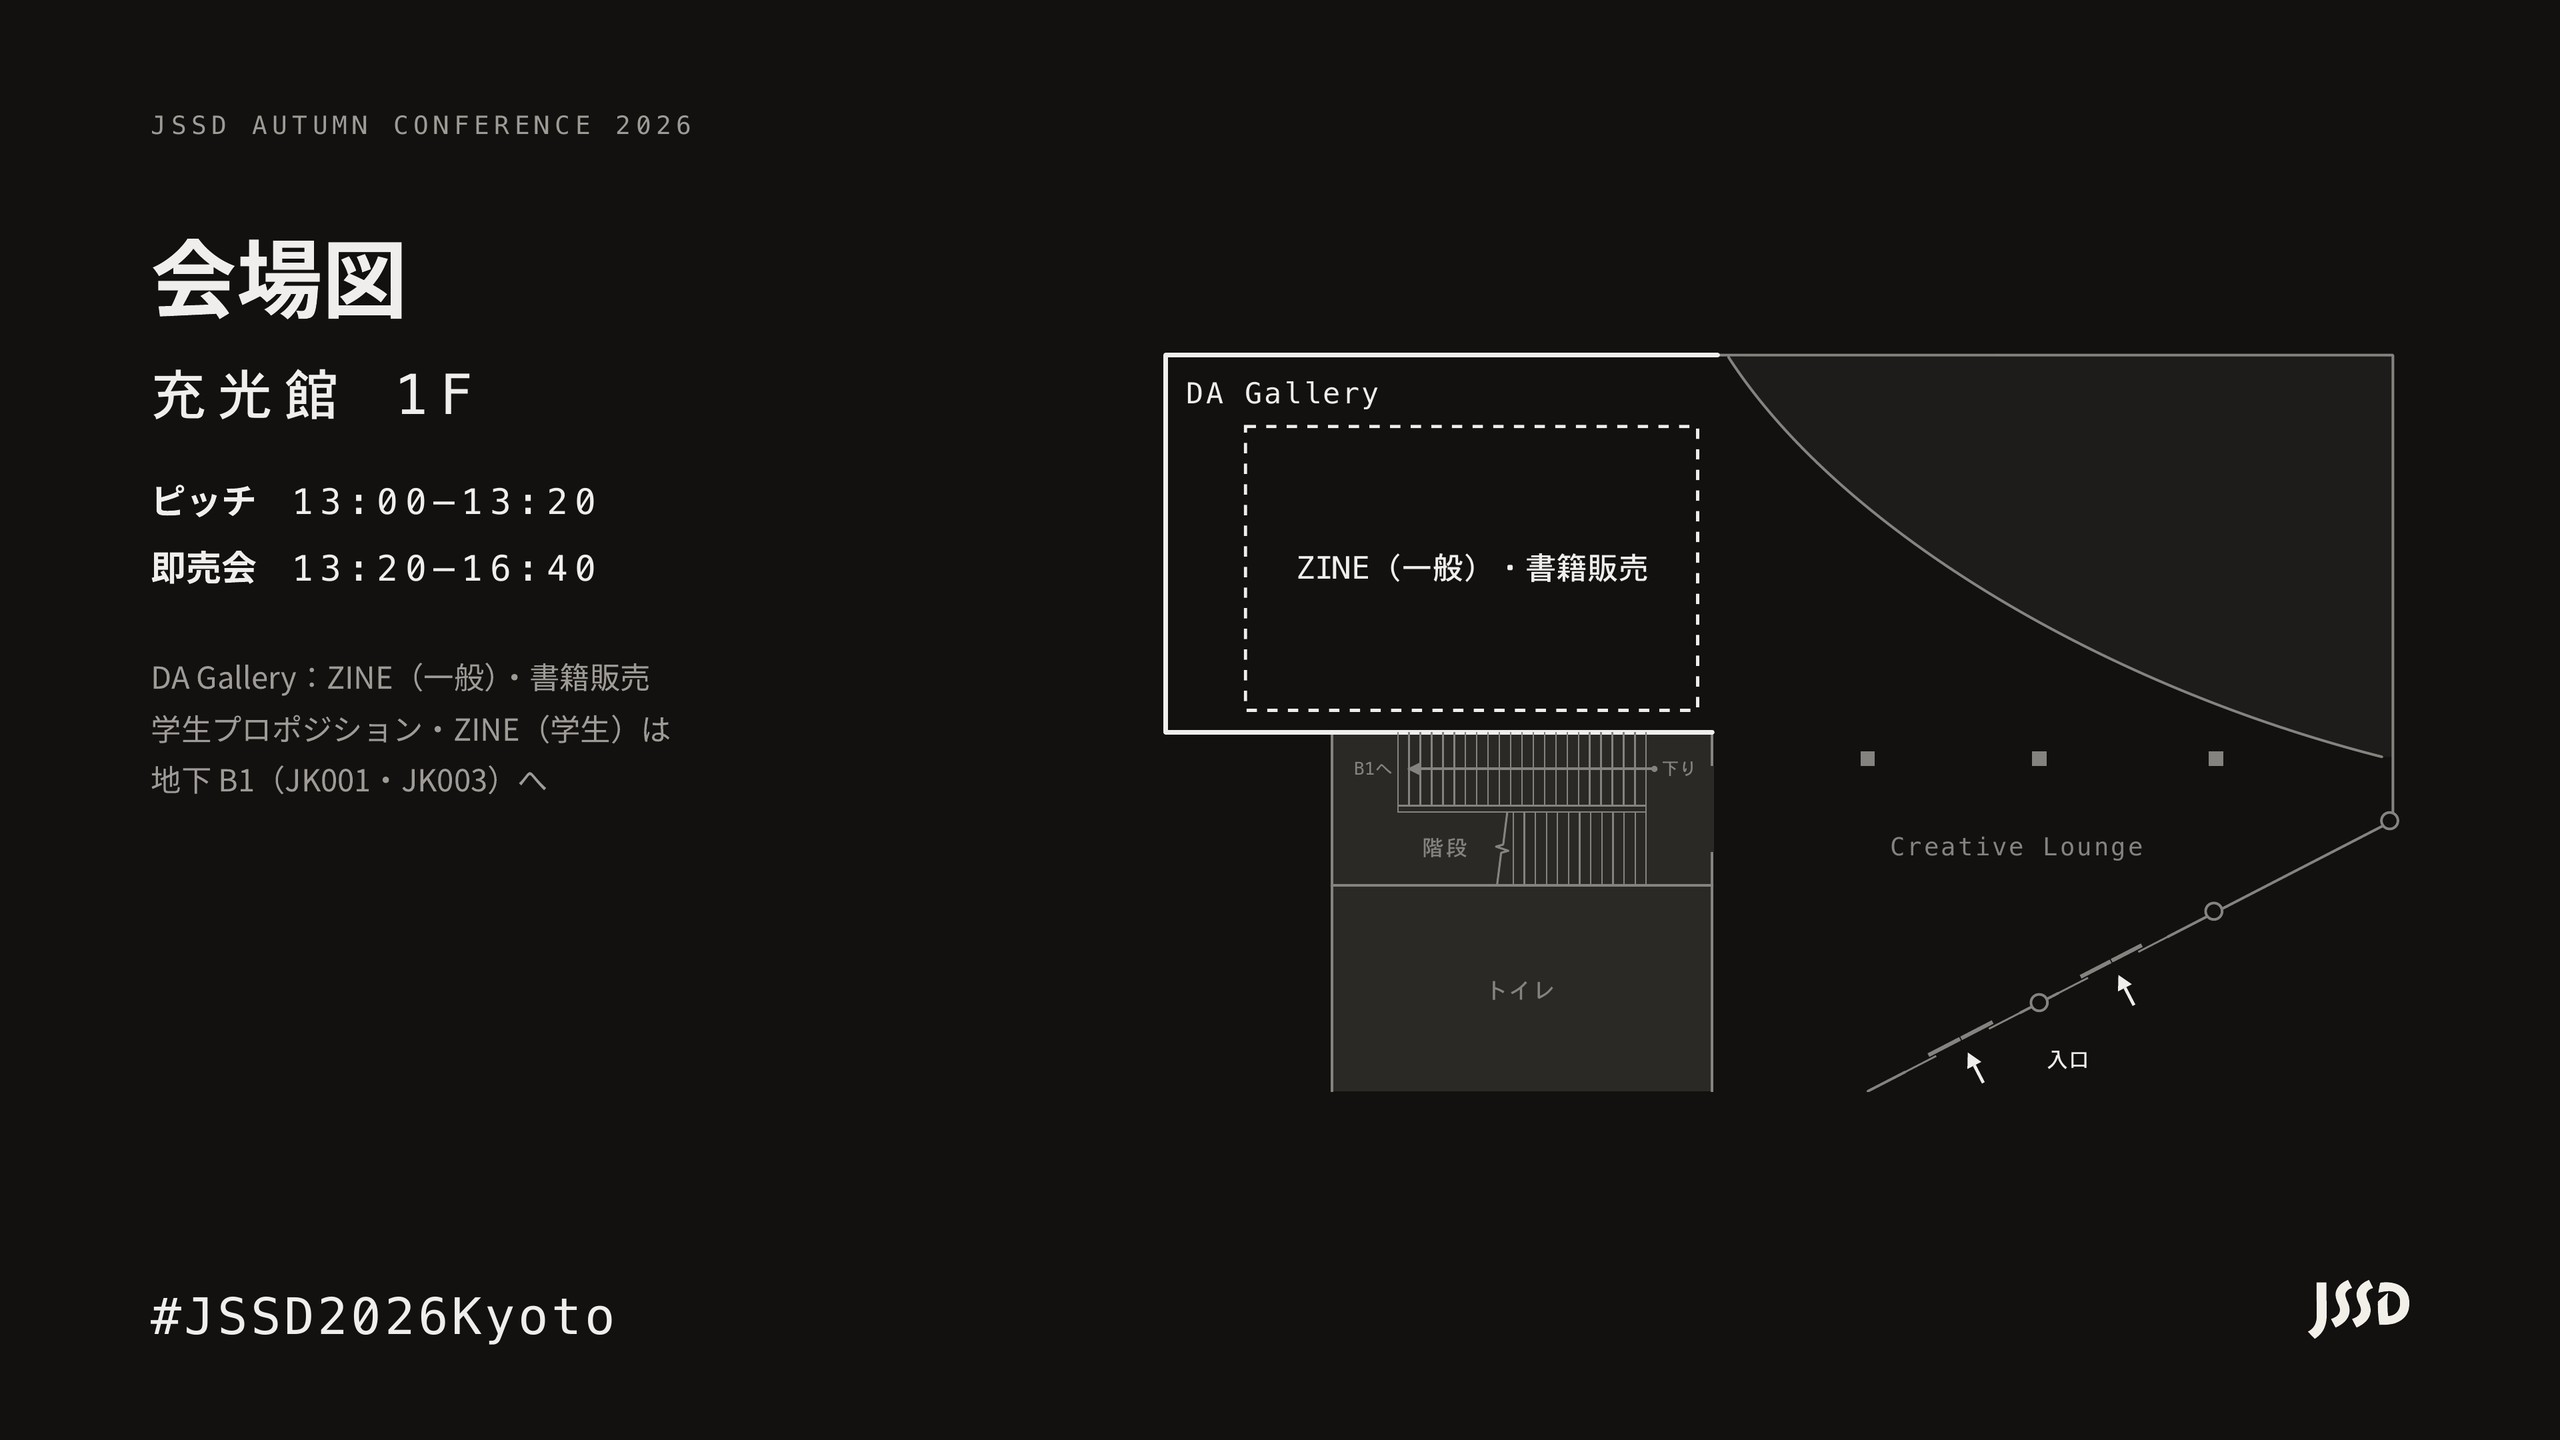 JSSD AUTUMN CONFERENCE 2026
会場図
充光館 1F
ピッチ 13:00–13:20
即売会 13:20–16:40
DA Gallery：ZINE（一般）・書籍販売
学生プロポジション・ZINE（学生）は
地下 B1（JK001・JK003）へ
DA Gallery
ZINE（一般）・書籍販売
B1へ
下り
階段
トイレ
Creative Lounge
入口
#JSSD2026Kyoto
JSSD